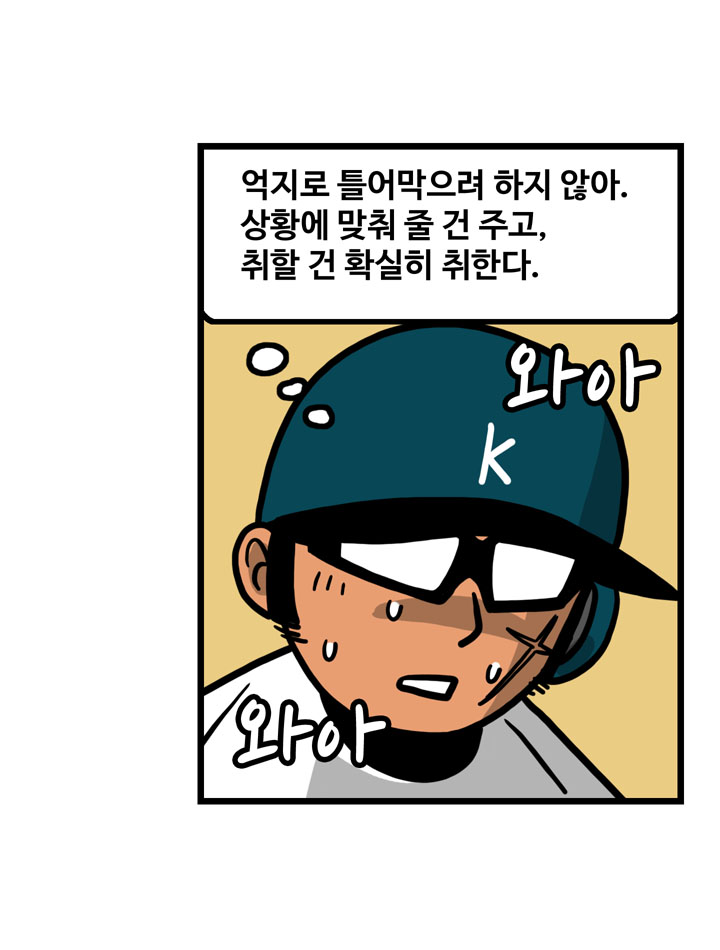 억지로 틀어막으려 하지 않아.
상황에 맞춰 줄 건 주고,
취할 건 확실히 취한다.
와아
K
와아